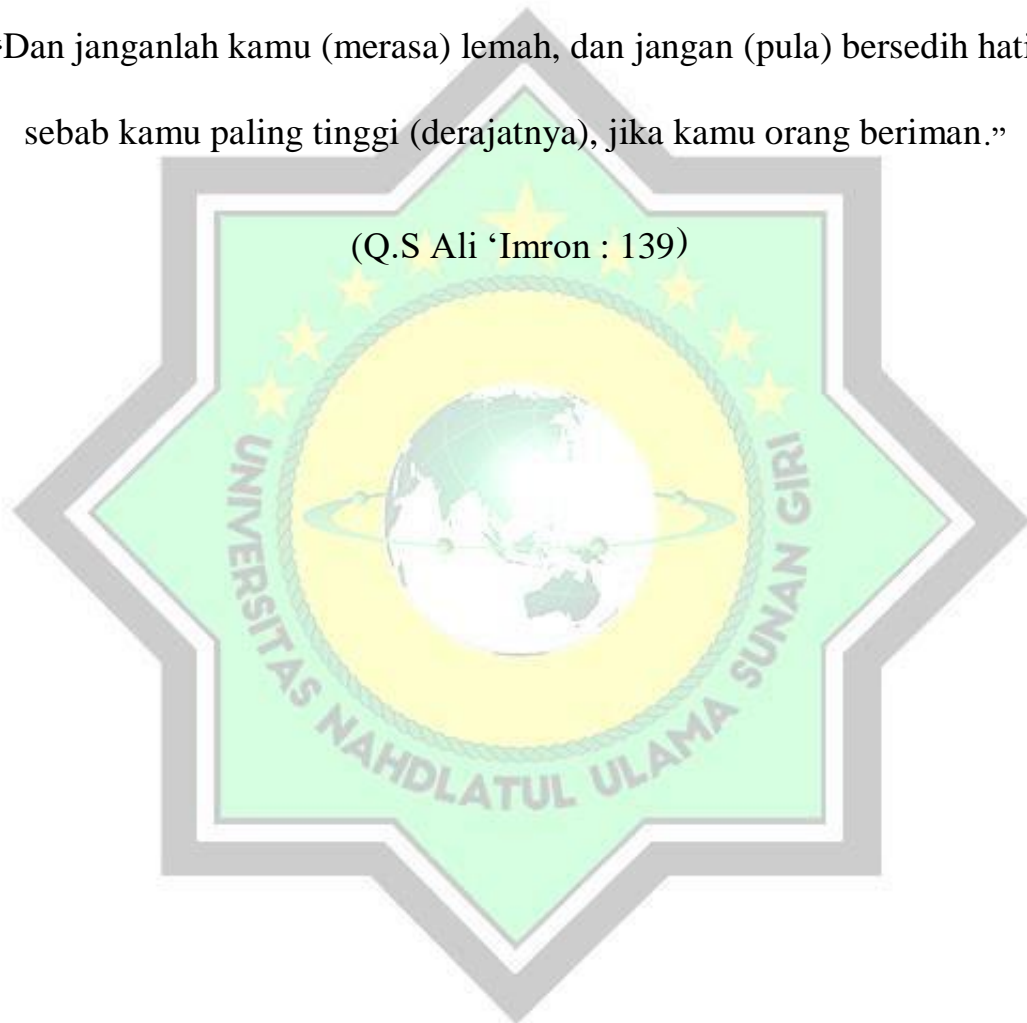 “Dan janganlah kamu (merasa) lemah, dan jangan (pula) bersedih hati
sebab kamu paling tinggi (derajatnya), jika kamu orang beriman.”
(Q.S Ali ‘Imron : 139)
UNIVERSITAS NAHDLATUL ULAMA SUNAN GIRI